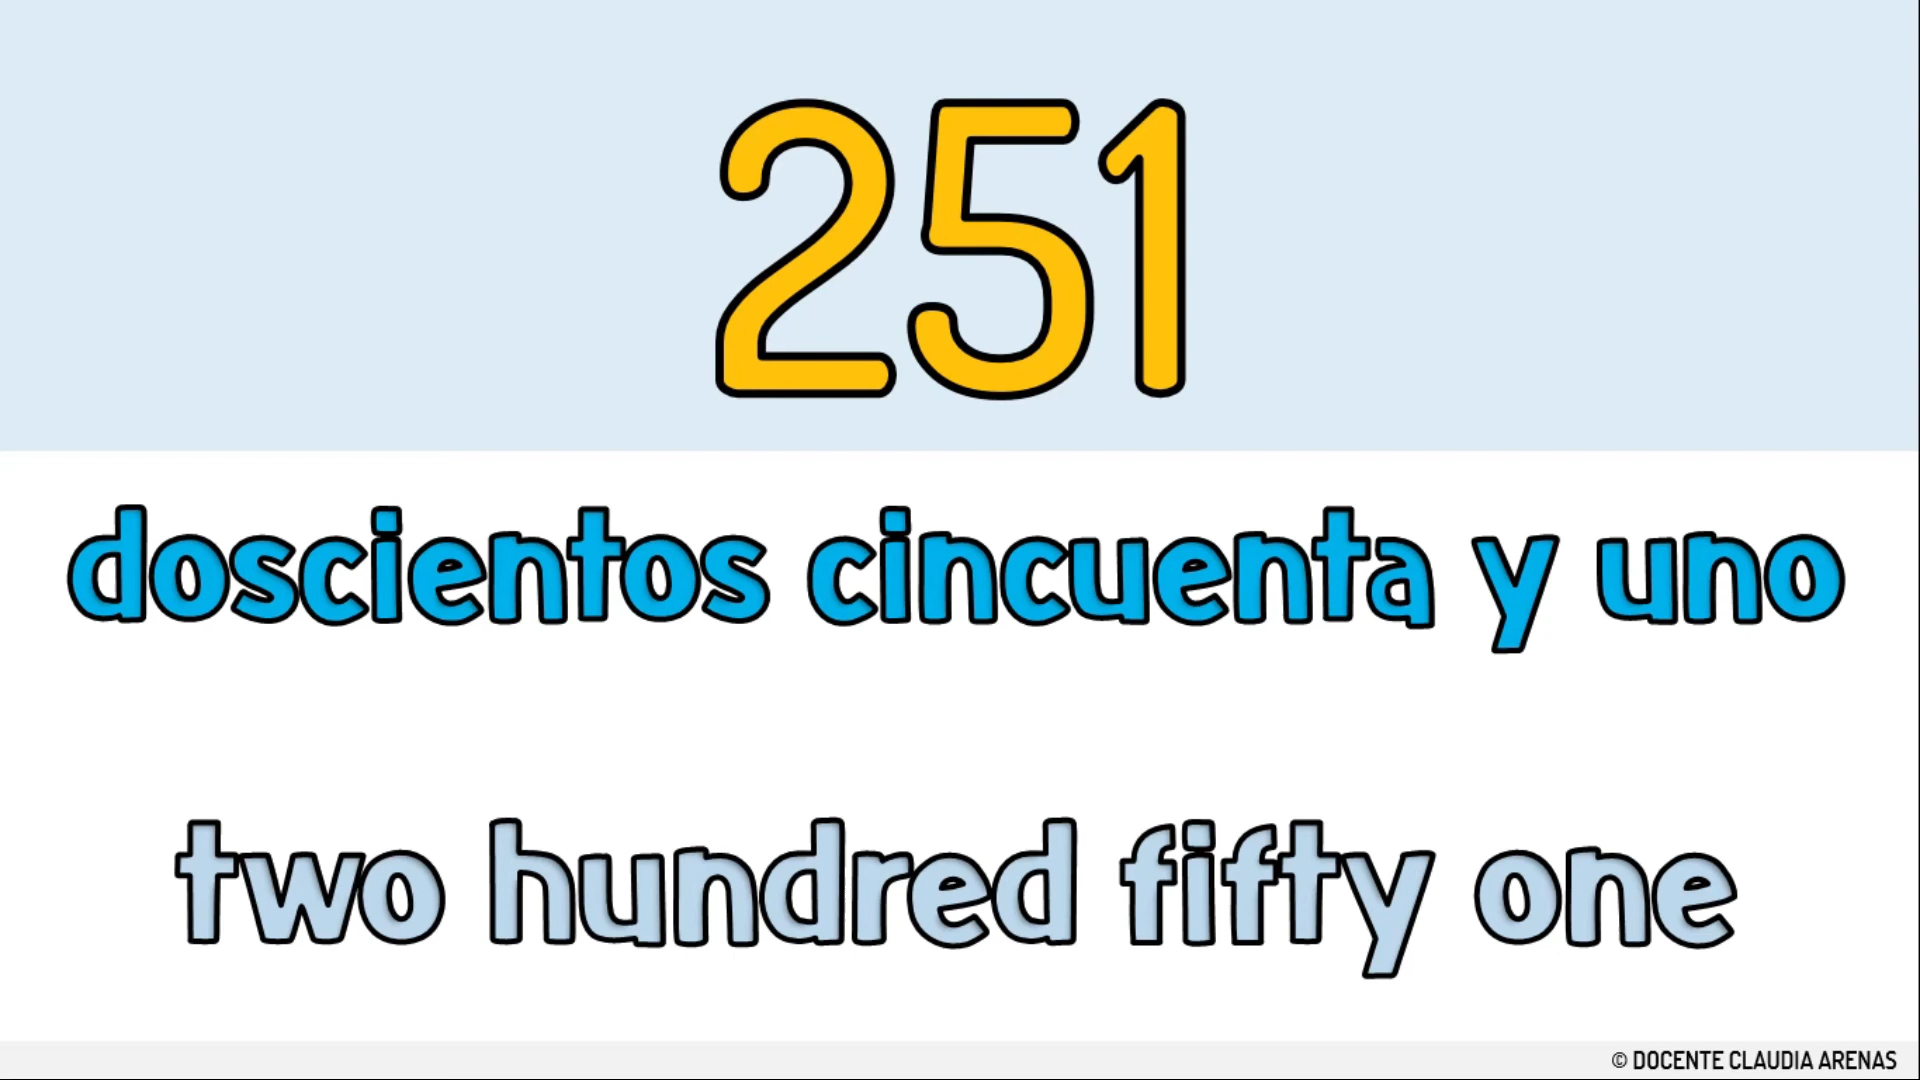 251
doscientos cincuenta y uno
two hundred fifty one
© DOCENTE CLAUDIA ARENAS